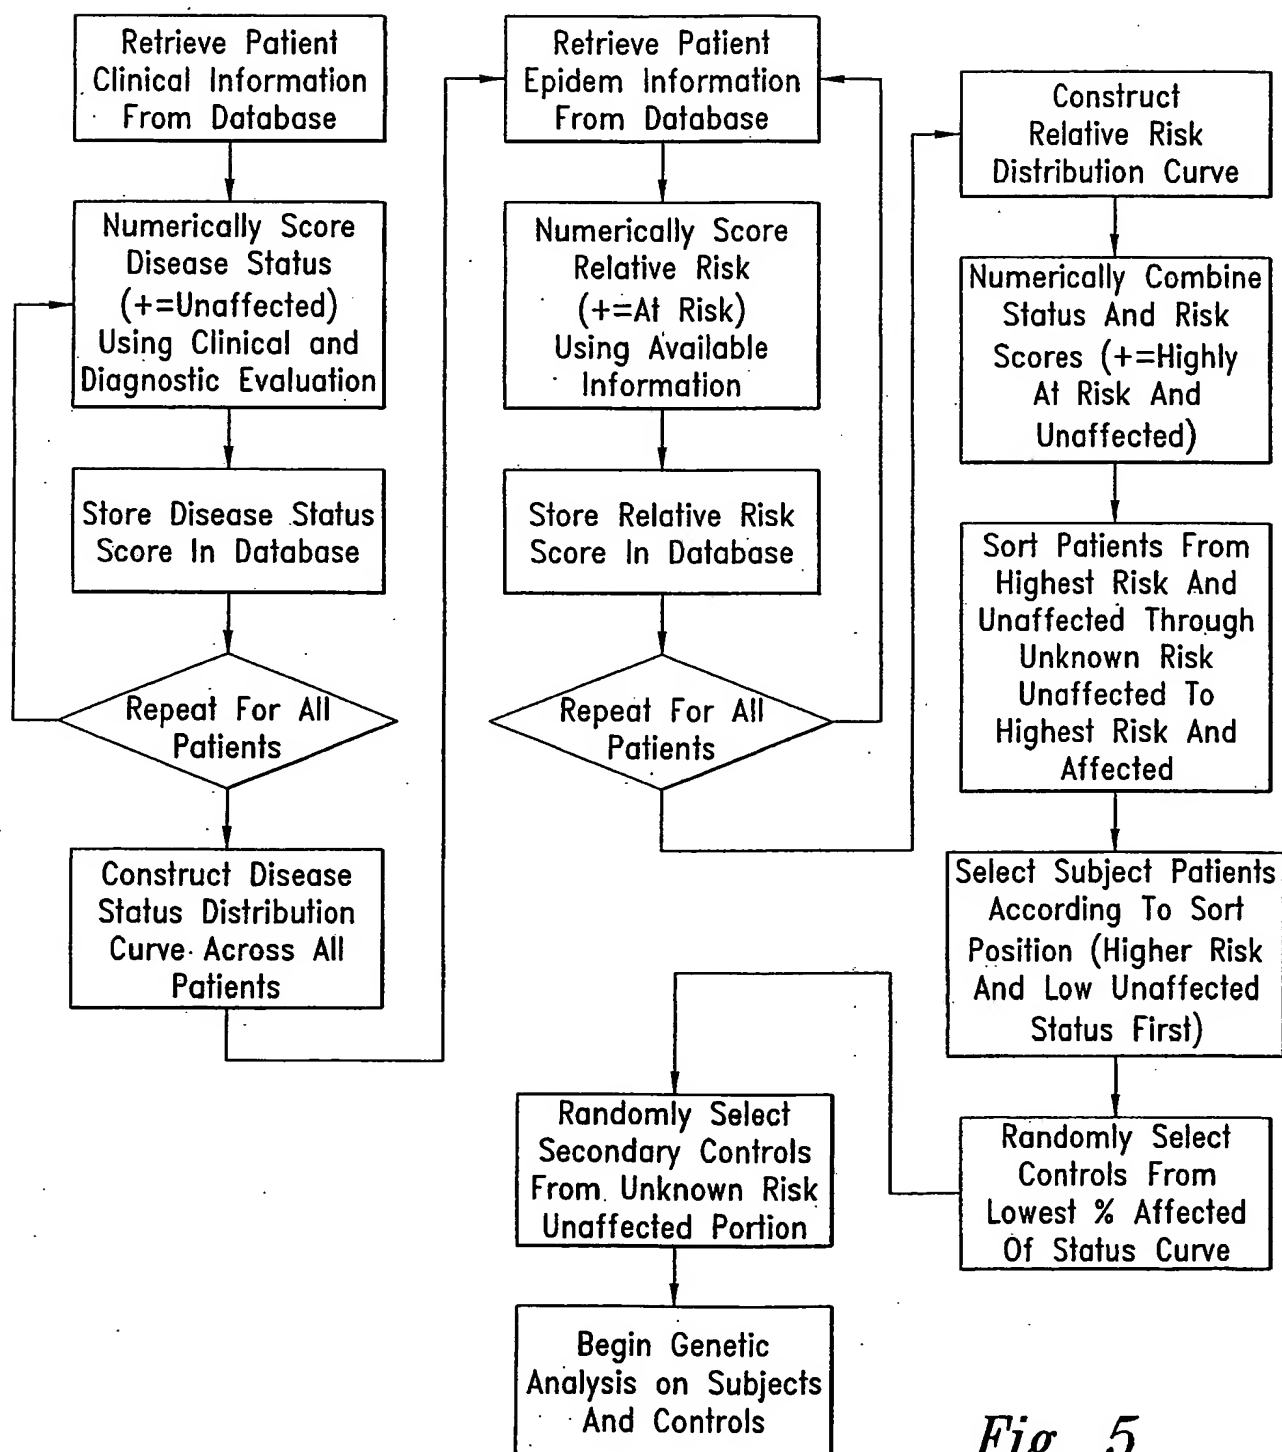 Retrieve Patient
Clinical Information
From Database
Numerically Score
Disease Status
(+=Unaffected)
Using Clinical and
Diagnostic Evaluation
Store Disease Status
Score In Database
Repeat For All
Patients
Construct Disease
Status Distribution
Curve Across All
Patients
Retrieve Patient
Epidem Information
From Database
Numerically Score
Relative Risk
(+=At Risk)
Using Available
Information
Store Relative Risk
Score In Database
Repeat For All
Patients
Construct
Relative Risk
Distribution Curve
Numerically Combine
Status And Risk
Scores (+=Highly
At Risk And
Unaffected)
Sort Patients From
Highest Risk And
Unaffected Through
Unknown Risk
Unaffected To
Highest Risk And
Affected
Select Subject Patients
According To Sort
Position (Higher Risk
And Low Unaffected
Status First)
Randomly Select
Controls From
Lowest % Affected
Of Status Curve
Randomly Select
Secondary Controls
From Unknown Risk
Unaffected Portion
Begin Genetic
Analysis on Subjects
And Controls
Fig. 5